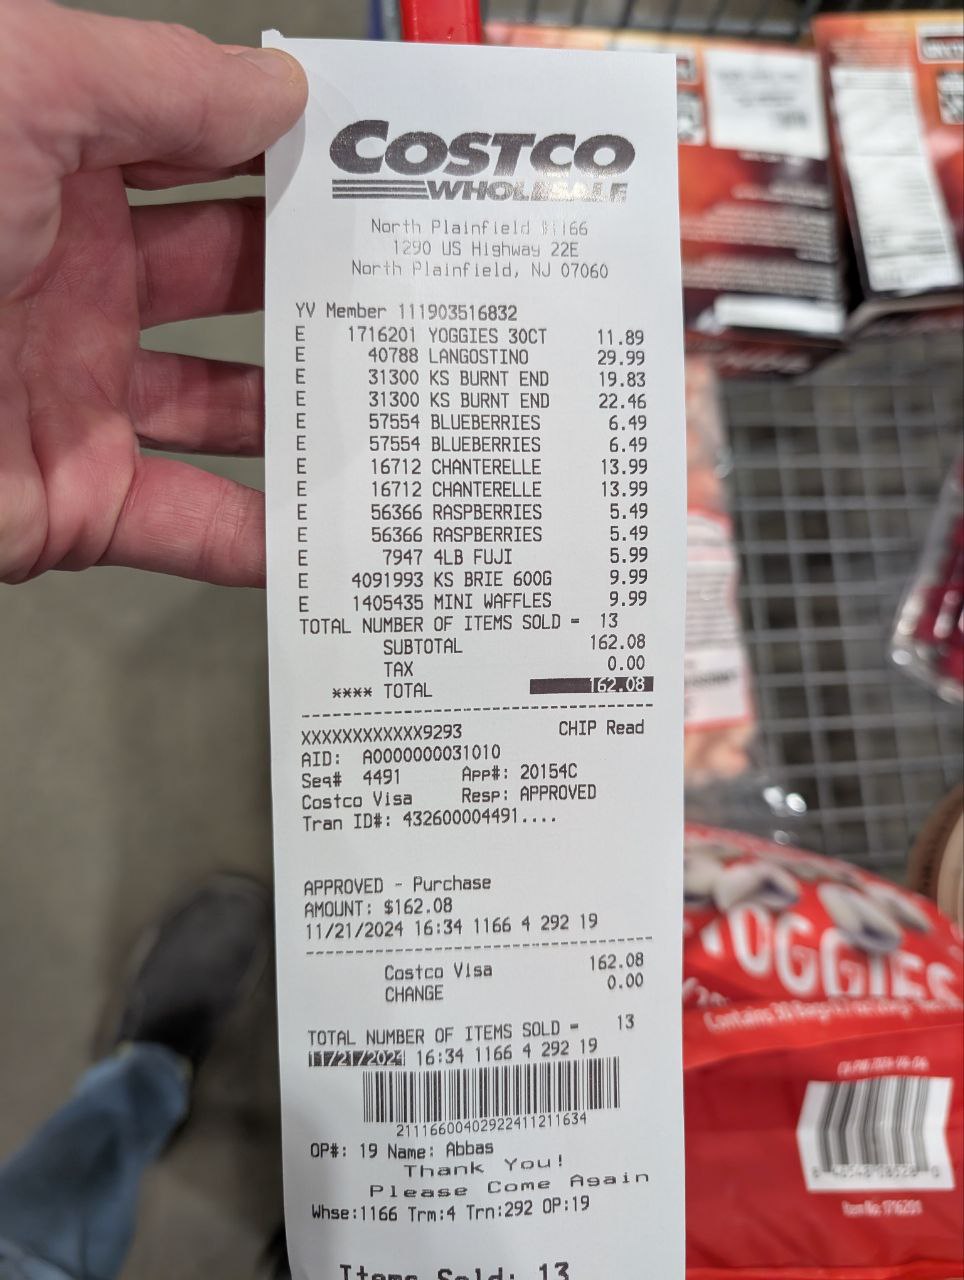 COSTCO
WHOLESALE
North Plainfield #1166
1290 US Highway 22E
North Plainfield, NJ 07060
YV Member 111903516832
E 1716201 YOGGIES 30CT 11.89
E 40788 LANGOSTINO 29.99
E 31300 KS BURNT END 19.83
E 31300 KS BURNT END 22.46
E 57554 BLUEBERRIES 6.49
E 57554 BLUEBERRIES 6.49
E 16712 CHANTERELLE 13.99
E 16712 CHANTERELLE 13.99
E 56366 RASPBERRIES 5.49
E 56366 RASPBERRIES 5.49
E 7947 4LB FUJI 5.99
E 4091993 KS BRIE 600G 9.99
E 1405435 MINI WAFFLES 9.99
TOTAL NUMBER OF ITEMS SOLD = 13
SUBTOTAL 162.08
TAX 0.00
**** TOTAL 162.08
XXXXXXXXXXXX9293 CHIP Read
AID: A0000000031010
Seq# 4491 App#: 20154C
Costco Visa Resp: APPROVED
Tran ID#: 432600004491....
APPROVED - Purchase
AMOUNT: $162.08
11/21/2024 16:34 1166 4 292 19
Costco Visa 162.08
CHANGE 0.00
TOTAL NUMBER OF ITEMS SOLD = 13
11/21/2024 16:34 1166 4 292 19
21116600402922411211634
OP#: 19 Name: Abbas
Thank You!
Please Come Again
Whse:1166 Trm:4 Trn:292 OP:19
Items Sold: 13
YOGGIES
Item No. 1716201